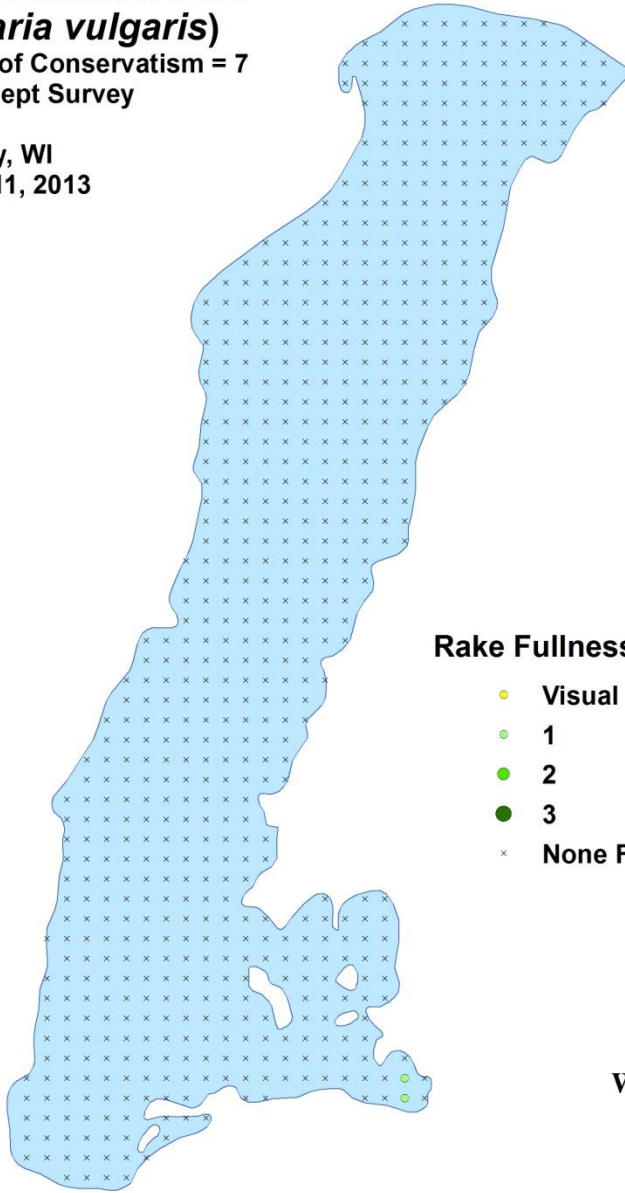 aria vulgaris)
of Conservatism = 7
ept Survey
y, WI
11, 2013
Rake Fullness
Visual
1
2
3
None F